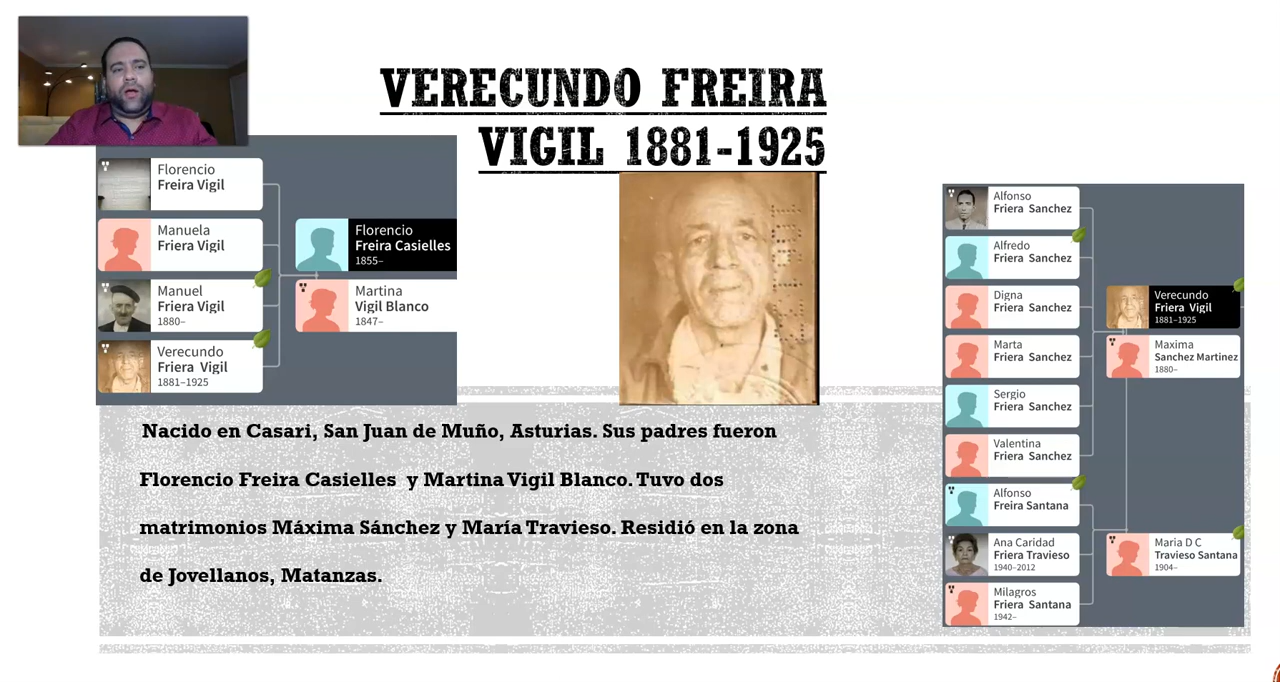 VERECUNDO FREIRA
VIGIL 1881-1925
Florencio
Freira Vigil
Manuela
Friera Vigil
Manuel
Friera Vigil
1880–
Verecundo
Friera Vigil
1881–1925
Florencio
Freira Casielles
1855–
Martina
Vigil Blanco
1847–
Nacido en Casari, San Juan de Muño, Asturias. Sus padres fueron
Florencio Freira Casielles y Martina Vigil Blanco. Tuvo dos
matrimonios Máxima Sánchez y María Travieso. Residió en la zona
de Jovellanos, Matanzas.
Alfonso
Friera Sanchez
Alfredo
Friera Sanchez
Digna
Friera Sanchez
Marta
Friera Sanchez
Sergio
Friera Sanchez
Valentina
Friera Sanchez
Alfonso
Freira Santana
Ana Caridad
Friera Travieso
1940–2012
Milagros
Friera Santana
1942–
Verecundo
Friera Vigil
1881–1925
Maxima
Sanchez Martinez
1880–
Maria D C
Travieso Santana
1904–